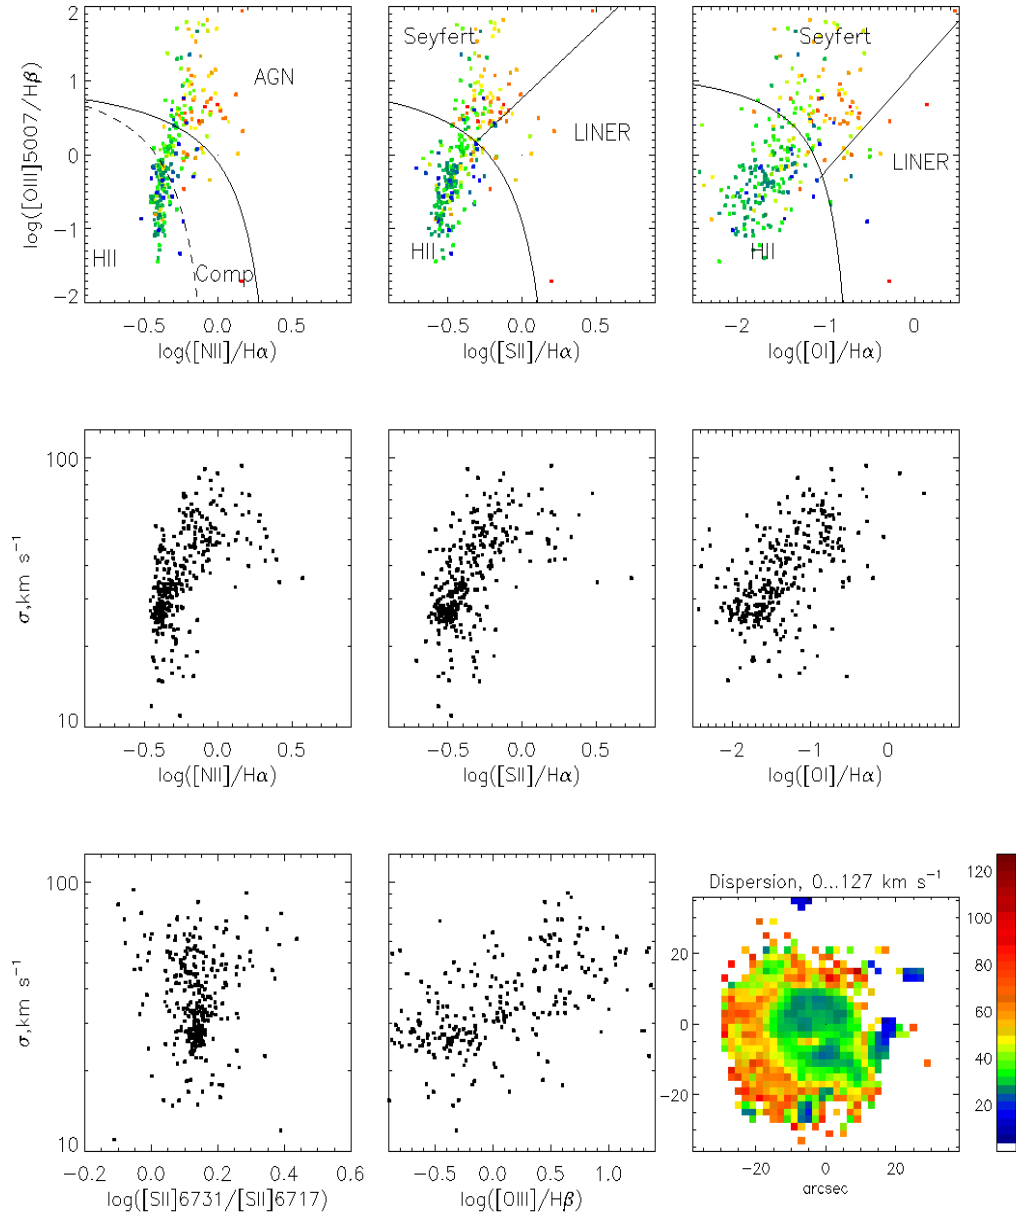 2
1
0
−1
−2
log([OIII]5007/Hβ)
AGN
HII
Comp
−0.5 0.0 0.5
log([NII]/Hα)
Seyfert
LINER
HII
−0.5 0.0 0.5
log([SII]/Hα)
Seyfert
LINER
HII
−2 −1 0
log([OI]/Hα)
100
10
σ,km s⁻¹
−0.5 0.0 0.5
log([NII]/Hα)
−0.5 0.0 0.5
log([SII]/Hα)
−2 −1 0
log([OI]/Hα)
100
10
σ,km s⁻¹
−0.2 0.0 0.2 0.4 0.6
log([SII]6731/[SII]6717)
−0.5 0.0 0.5 1.0
log([OIII]/Hβ)
Dispersion, 0...127 km s⁻¹
20
0
−20
−20 0 20
arcsec
120
100
80
60
40
20